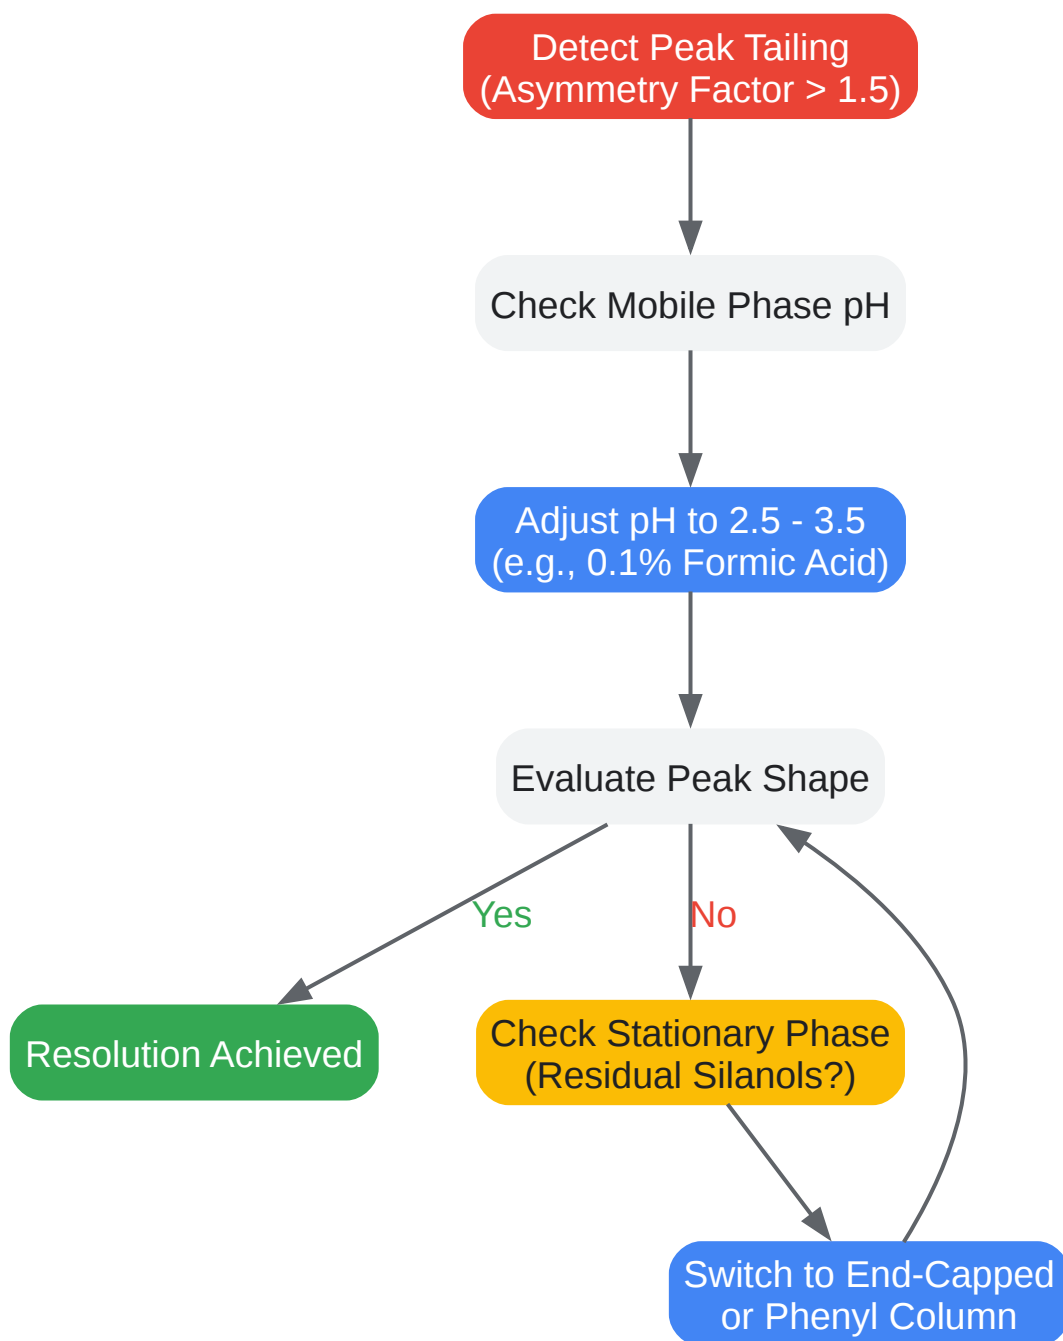 Detect Peak Tailing
(Asymmetry Factor > 1.5)
Check Mobile Phase pH
Adjust pH to 2.5 - 3.5
(e.g., 0.1% Formic Acid)
Evaluate Peak Shape
Yes
No
Resolution Achieved
Check Stationary Phase
(Residual Silanols?)
Switch to End-Capped
or Phenyl Column